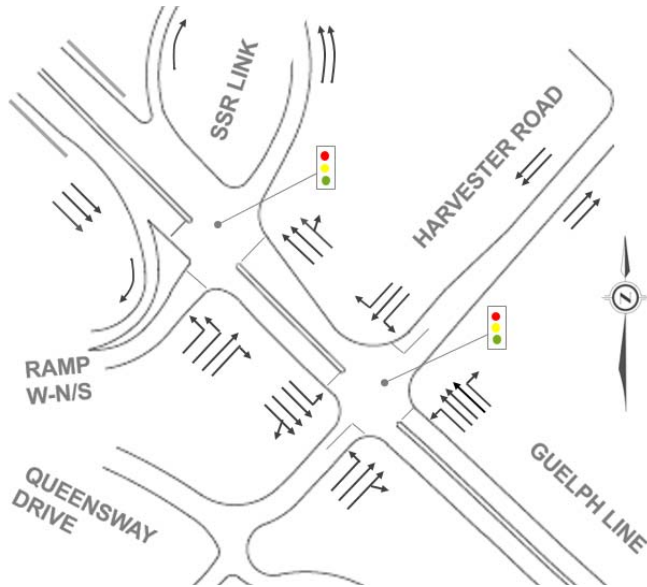 SSR LINK
HARVESTER ROAD
RAMP
W-N/S
QUEENSWAY
DRIVE
GUELPH LINE
N